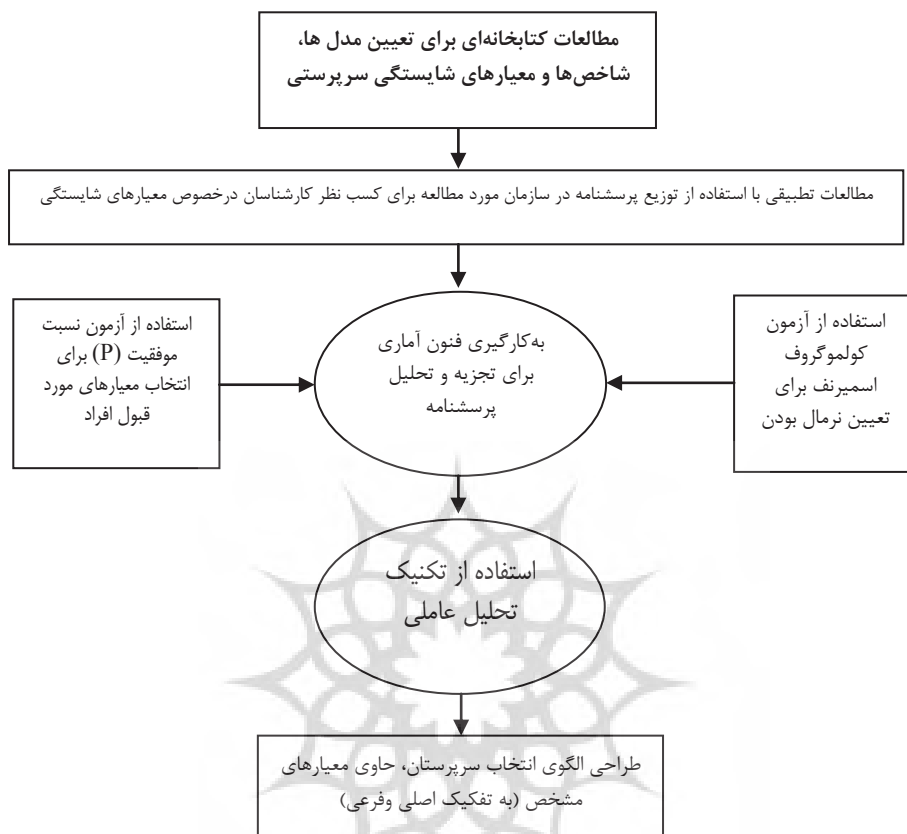 مطالعات کتابخانه‌ای برای تعیین مدل ها،
شاخص‌ها و معیارهای شایستگی سرپرستی
مطالعات تطبیقی با استفاده از توزیع پرسشنامه در سازمان مورد مطالعه برای کسب نظر کارشناسان درخصوص معیارهای شایستگی
استفاده از آزمون
کولموگروف
اسمیرنف برای
تعیین نرمال بودن
به‌کارگیری فنون آماری
برای تجزیه و تحلیل
پرسشنامه
استفاده از آزمون نسبت
موفقیت (P) برای
انتخاب معیارهای مورد
قبول افراد
استفاده از تکنیک
تحلیل عاملی
طراحی الگوی انتخاب سرپرستان، حاوی معیارهای
مشخص (به تفکیک اصلی وفرعی)